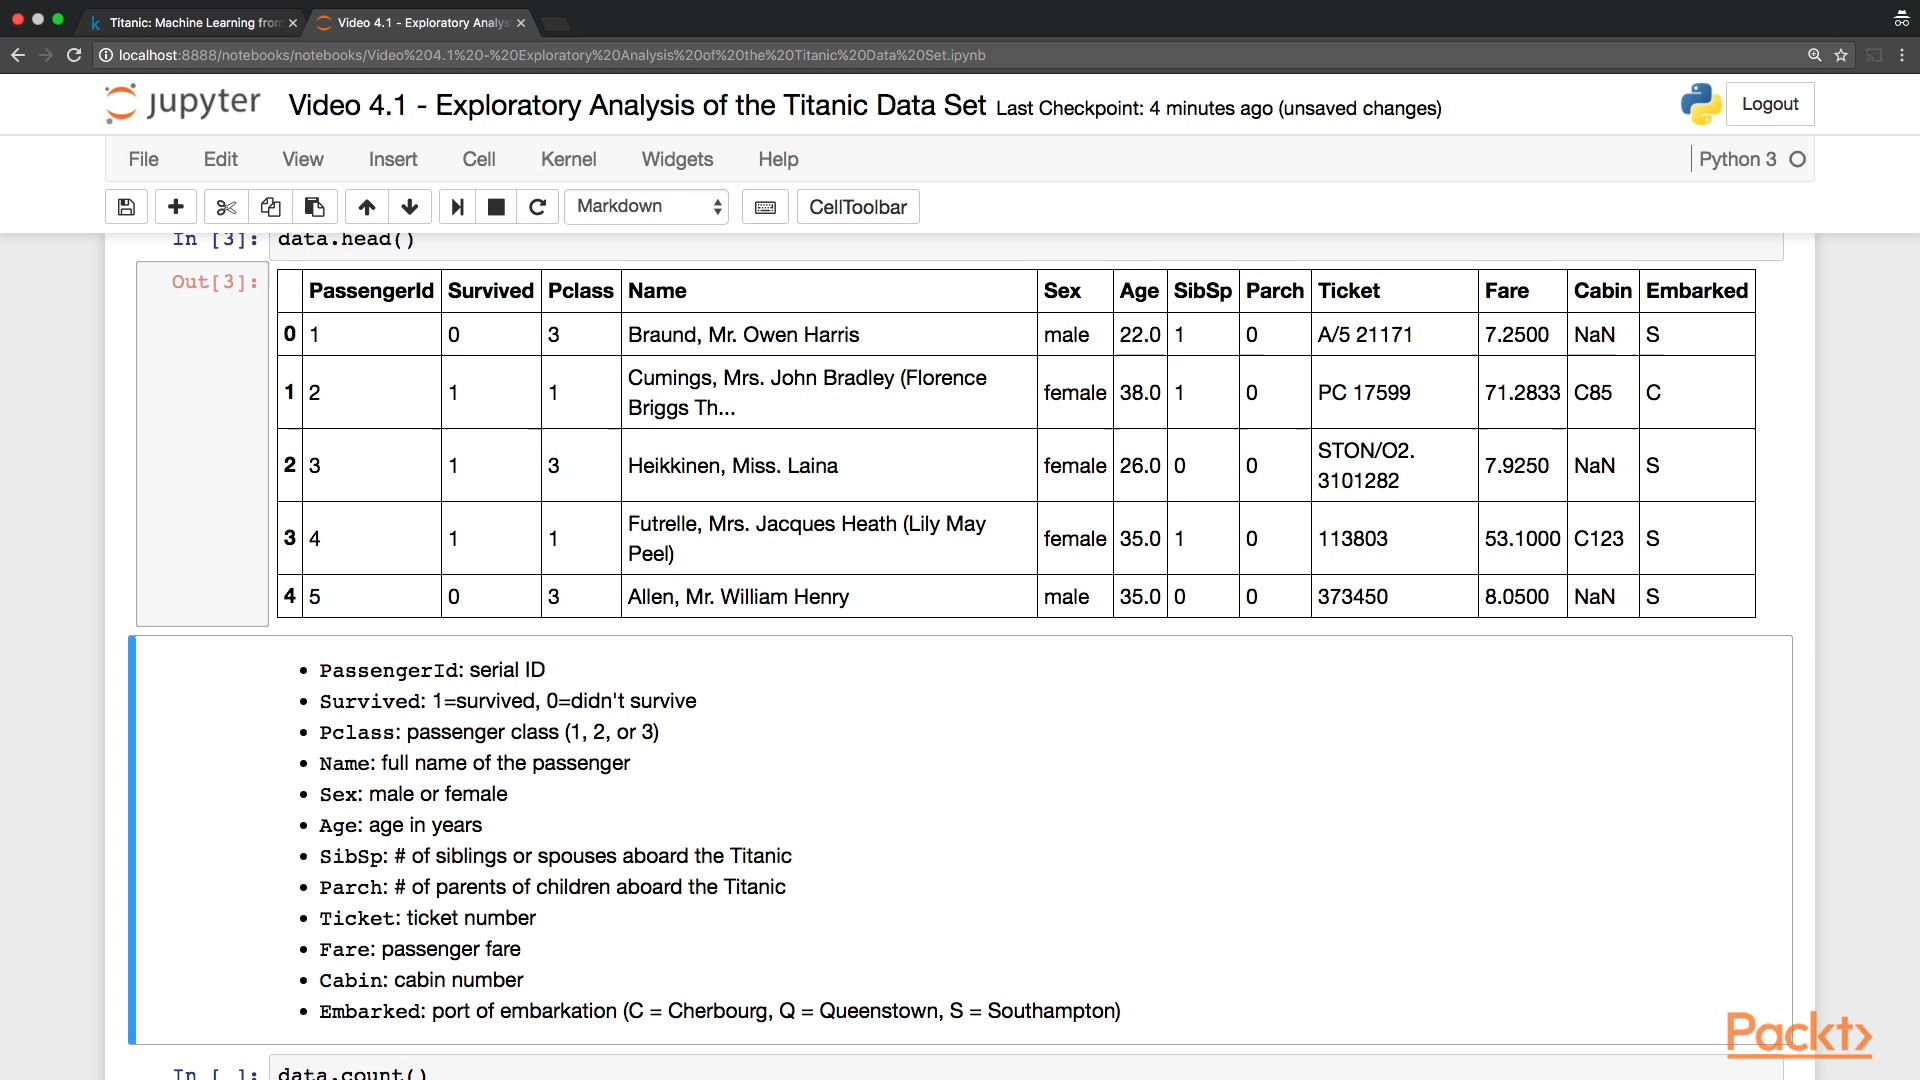 k Titanic: Machine Learning from ×
Video 4.1 - Exploratory Analysis ×
localhost:8888/notebooks/notebooks/Video%204.1%20-%20Exploratory%20Analysis%20of%20the%20Titanic%20Data%20Set.ipynb
jupyter Video 4.1 - Exploratory Analysis of the Titanic Data Set Last Checkpoint: 4 minutes ago (unsaved changes) Logout
File Edit View Insert Cell Kernel Widgets Help Python 3
Markdown CellToolbar
In [3]: data.head()
Out[3]:
PassengerId Survived Pclass Name Sex Age SibSp Parch Ticket Fare Cabin Embarked
0 1 0 3 Braund, Mr. Owen Harris male 22.0 1 0 A/5 21171 7.2500 NaN S
1 2 1 1 Cumings, Mrs. John Bradley (Florence Briggs Th... female 38.0 1 0 PC 17599 71.2833 C85 C
2 3 1 3 Heikkinen, Miss. Laina female 26.0 0 0 STON/O2. 3101282 7.9250 NaN S
3 4 1 1 Futrelle, Mrs. Jacques Heath (Lily May Peel) female 35.0 1 0 113803 53.1000 C123 S
4 5 0 3 Allen, Mr. William Henry male 35.0 0 0 373450 8.0500 NaN S
• PassengerId: serial ID
• Survived: 1=survived, 0=didn't survive
• Pclass: passenger class (1, 2, or 3)
• Name: full name of the passenger
• Sex: male or female
• Age: age in years
• SibSp: # of siblings or spouses aboard the Titanic
• Parch: # of parents of children aboard the Titanic
• Ticket: ticket number
• Fare: passenger fare
• Cabin: cabin number
• Embarked: port of embarkation (C = Cherbourg, Q = Queenstown, S = Southampton)
Packt>
In [ ]: data.count()